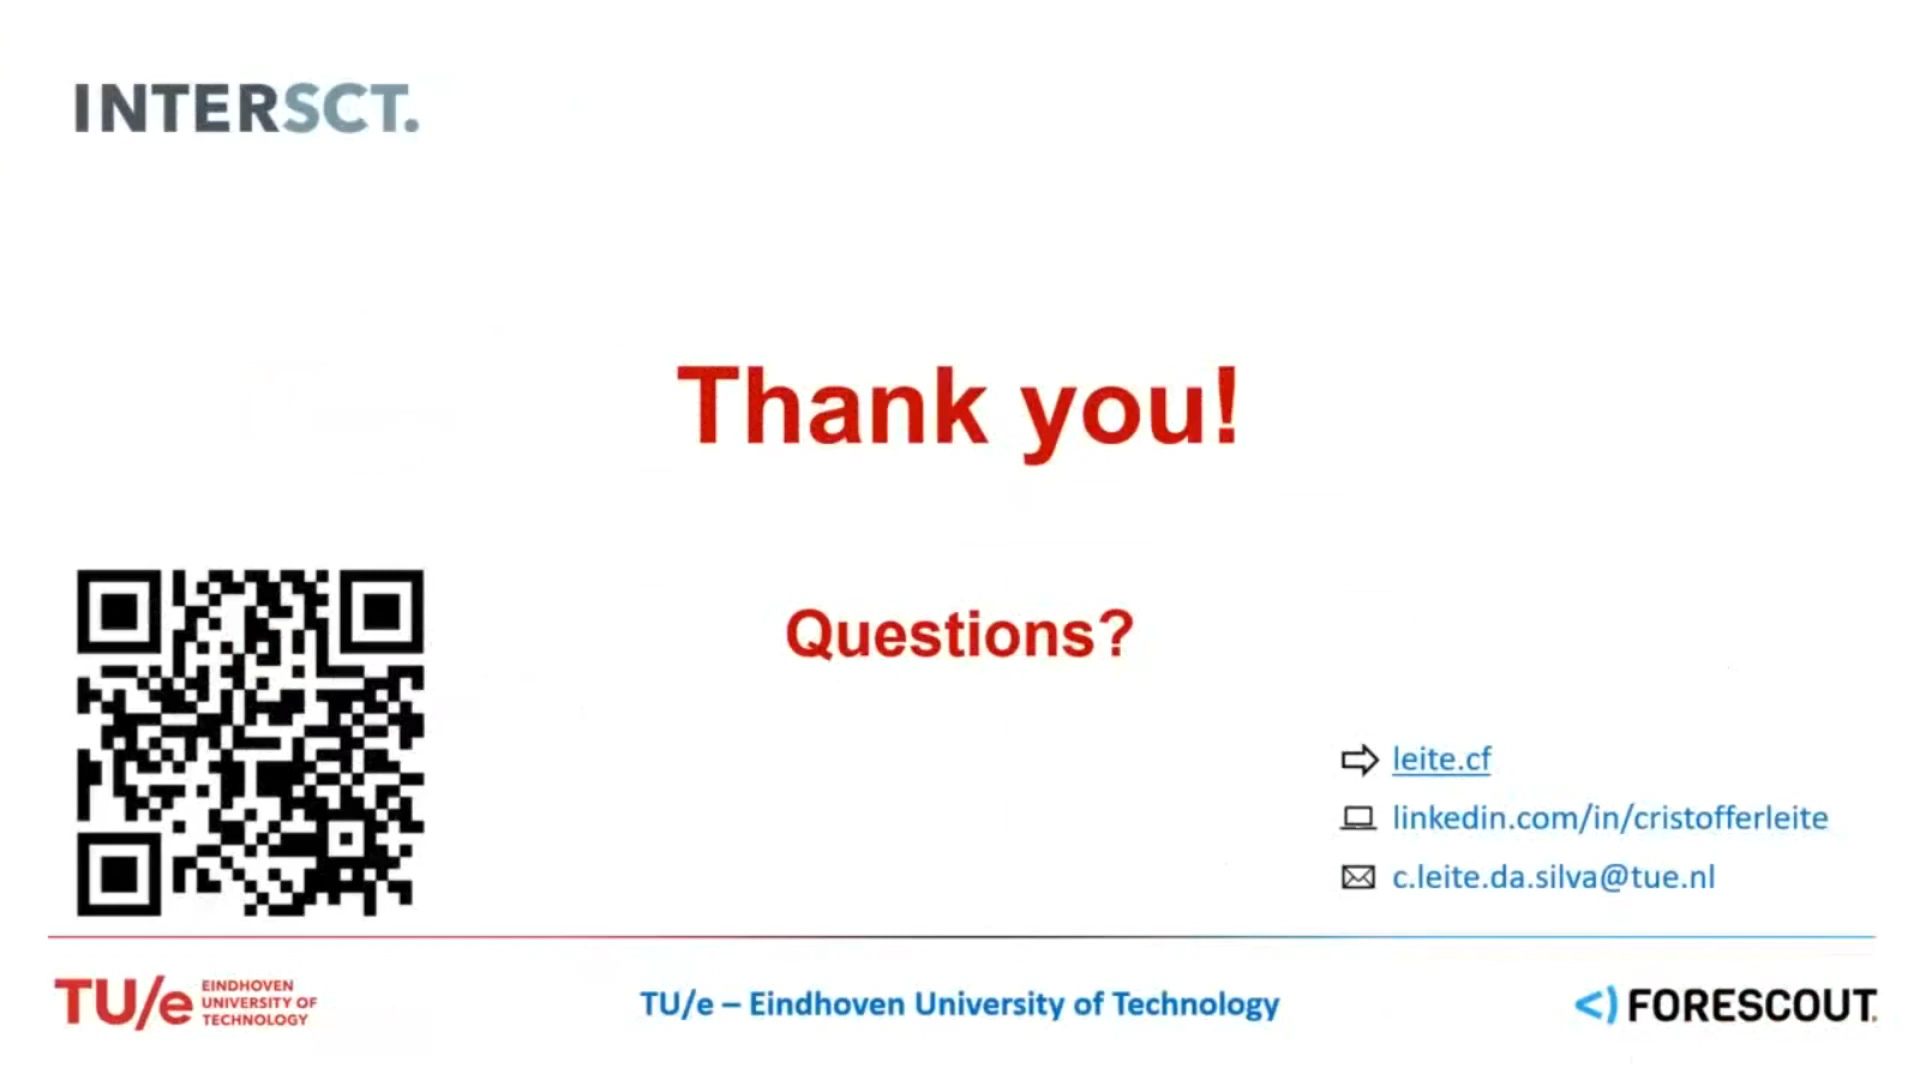 INTERSCT.
Thank you!
Questions?
leite.cf
linkedin.com/in/cristofferleite
c.leite.da.silva@tue.nl
TU/e EINDHOVEN
UNIVERSITY OF
TECHNOLOGY
TU/e – Eindhoven University of Technology
FORESCOUT.